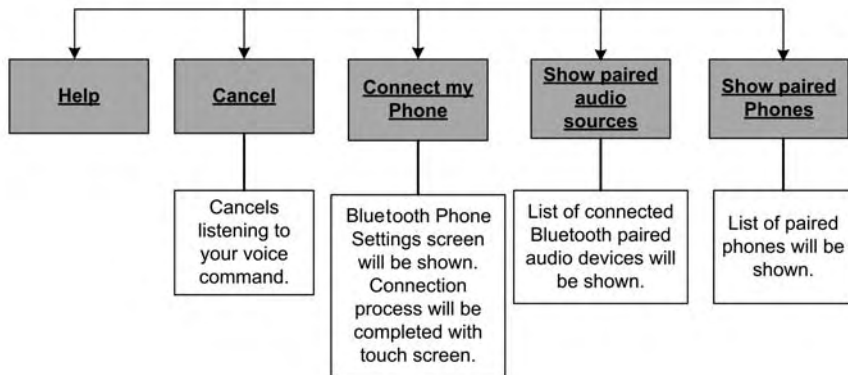 Help
Cancel
Connect my
Phone
Show paired
audio
sources
Show paired
Phones
Cancels
listening to
your voice
command.
Bluetooth Phone
Settings screen
will be shown.
Connection
process will be
completed with
touch screen.
List of connected
Bluetooth paired
audio devices will
be shown.
List of paired
phones will be
shown.